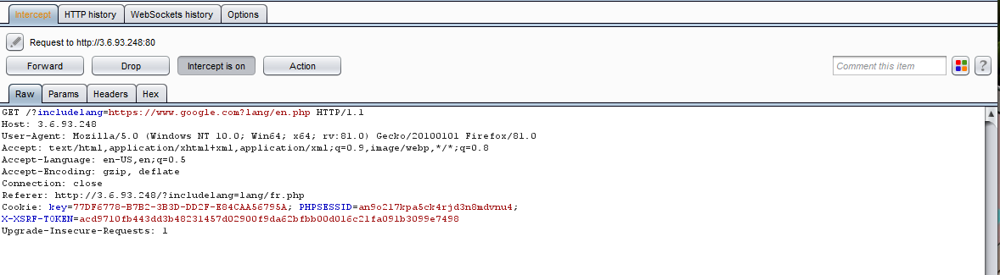 Intercept HTTP history WebSockets history Options
Request to http://3.6.93.248:80
Forward Drop Intercept is on Action Comment this item ?
Raw Params Headers Hex
GET /?includelang=https://www.google.com?lang/en.php HTTP/1.1
Host: 3.6.93.248
User-Agent: Mozilla/5.0 (Windows NT 10.0; Win64; x64; rv:81.0) Gecko/20100101 Firefox/81.0
Accept: text/html,application/xhtml+xml,application/xml;q=0.9,image/webp,*/*;q=0.8
Accept-Language: en-US,en;q=0.5
Accept-Encoding: gzip, deflate
Connection: close
Referer: http://3.6.93.248/?includelang=lang/fr.php
Cookie: key=77DF6778-B7B2-3B3D-DD2F-E84CAA56795A; PHPSESSID=an9o217kpa5ck4rjd3n8mdvnu4;
X-XSRF-TOKEN=acd9710fb443dd3b48231457d02900f9da62bfbb00d016c21fa091b3099e7498
Upgrade-Insecure-Requests: 1